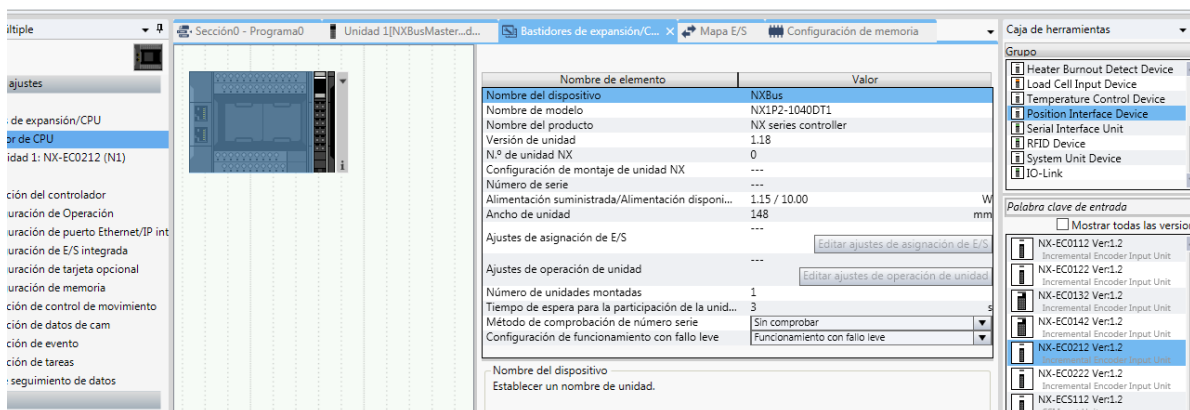 últiple
ajustes
s de expansión/CPU
or de CPU
idad 1: NX-EC0212 (N1)
ción del controlador
uración de Operación
uración de puerto Ethernet/IP int
uración de E/S integrada
uración de tarjeta opcional
uración de memoria
ción de control de movimiento
ción de datos de cam
ción de evento
ción de tareas
e seguimiento de datos
Sección0 - Programa0
Unidad 1[NXBusMaster...d...
Bastidores de expansión/C...
Mapa E/S
Configuración de memoria
Nombre de elemento Valor
Nombre del dispositivo NXBus
Nombre de modelo NX1P2-1040DT1
Nombre del producto NX series controller
Versión de unidad 1.18
N.º de unidad NX 0
Configuración de montaje de unidad NX ---
Número de serie ---
Alimentación suministrada/Alimentación disponi... 1.15 / 10.00 W
Ancho de unidad 148 mm
Ajustes de asignación de E/S ---
Editar ajustes de asignación de E/S
Ajustes de operación de unidad ---
Editar ajustes de operación de unidad
Número de unidades montadas 1
Tiempo de espera para la participación de la unid... 3 s
Método de comprobación de número serie Sin comprobar
Configuración de funcionamiento con fallo leve Funcionamiento con fallo leve
Nombre del dispositivo
Establecer un nombre de unidad.
Caja de herramientas
Grupo
Heater Burnout Detect Device
Load Cell Input Device
Temperature Control Device
Position Interface Device
Serial Interface Unit
RFID Device
System Unit Device
IO-Link
Palabra clave de entrada
Mostrar todas las versio
NX-EC0112 Ver:1.2
Incremental Encoder Input Unit
NX-EC0122 Ver:1.2
Incremental Encoder Input Unit
NX-EC0132 Ver:1.2
Incremental Encoder Input Unit
NX-EC0142 Ver:1.2
Incremental Encoder Input Unit
NX-EC0212 Ver:1.2
Incremental Encoder Input Unit
NX-EC0222 Ver:1.2
Incremental Encoder Input Unit
NX-ECS112 Ver:1.2